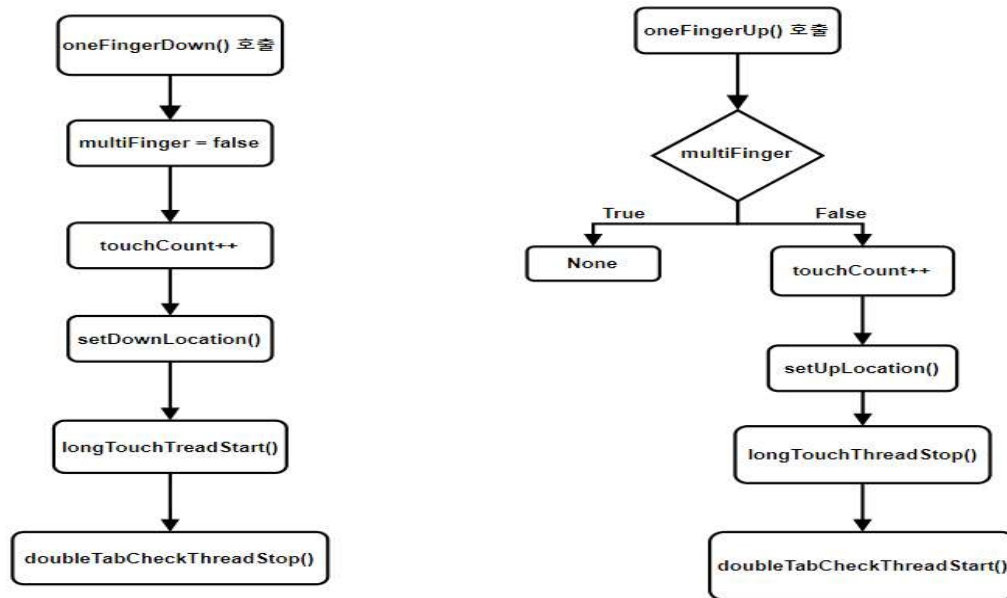 oneFingerDown() 호출
multiFinger = false
touchCount++
setDownLocation()
longTouchTreadStart()
doubleTabCheckThreadStop()
oneFingerUp() 호출
multiFinger
True
False
None
touchCount++
setUpLocation()
longTouchThreadStop()
doubleTabCheckThreadStart()